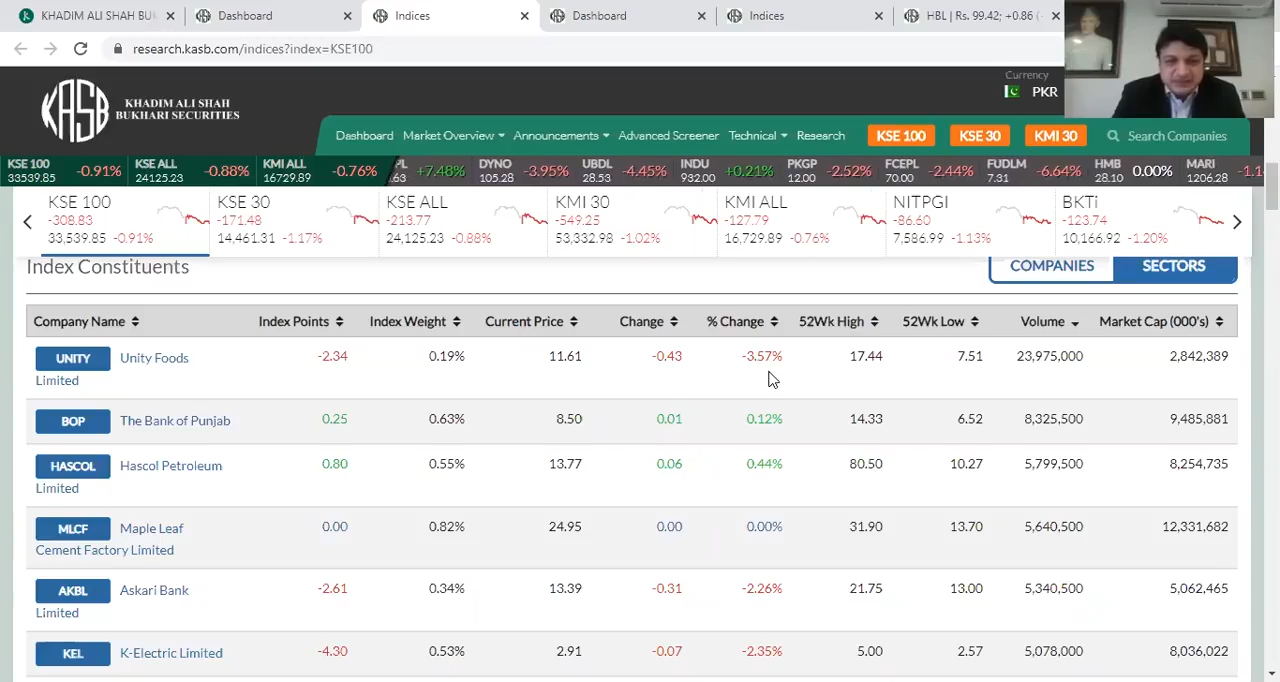 KHADIM ALI SHAH BU
Dashboard
Indices
Dashboard
Indices
HBL | Rs. 99.42; +0.86 (
research.kasb.com/indices?index=KSE100
KASB
KHADIM ALI SHAH
BUKHARI SECURITIES
Currency
PKR
Dashboard Market Overview Announcements Advanced Screener Technical Research KSE 100 KSE 30 KMI 30 Search Companies
KSE 100 33539.85 -0.91% KSE ALL 24125.23 -0.88% KMI ALL 16729.89 -0.76% PL .63 +7.48% DYNO 105.28 -3.95% UBDL 28.53 -4.45% INDU 932.00 +0.21% PKGP 12.00 -2.52% FCEPL 70.00 -2.44% FUDLM 7.31 -6.64% HMB 28.10 0.00% MARI 1206.28 -1.1
KSE 100 KSE 30 KSE ALL KMI 30 KMI ALL NITPGI BKTi
-308.83 -171.48 -213.77 -549.25 -127.79 -86.60 -123.74
33,539.85 -0.91% 14,461.31 -1.17% 24,125.23 -0.88% 53,332.98 -1.02% 16,729.89 -0.76% 7,586.99 -1.13% 10,166.92 -1.20%
Index Constituents
COMPANIES SECTORS
Company Name Index Points Index Weight Current Price Change % Change 52Wk High 52Wk Low Volume Market Cap (000's)
UNITY Unity Foods -2.34 0.19% 11.61 -0.43 -3.57% 17.44 7.51 23,975,000 2,842,389
Limited
BOP The Bank of Punjab 0.25 0.63% 8.50 0.01 0.12% 14.33 6.52 8,325,500 9,485,881
HASCOL Hascol Petroleum 0.80 0.55% 13.77 0.06 0.44% 80.50 10.27 5,799,500 8,254,735
Limited
MLCF Maple Leaf 0.00 0.82% 24.95 0.00 0.00% 31.90 13.70 5,640,500 12,331,682
Cement Factory Limited
AKBL Askari Bank -2.61 0.34% 13.39 -0.31 -2.26% 21.75 13.00 5,340,500 5,062,465
Limited
KEL K-Electric Limited -4.30 0.53% 2.91 -0.07 -2.35% 5.00 2.57 5,078,000 8,036,022